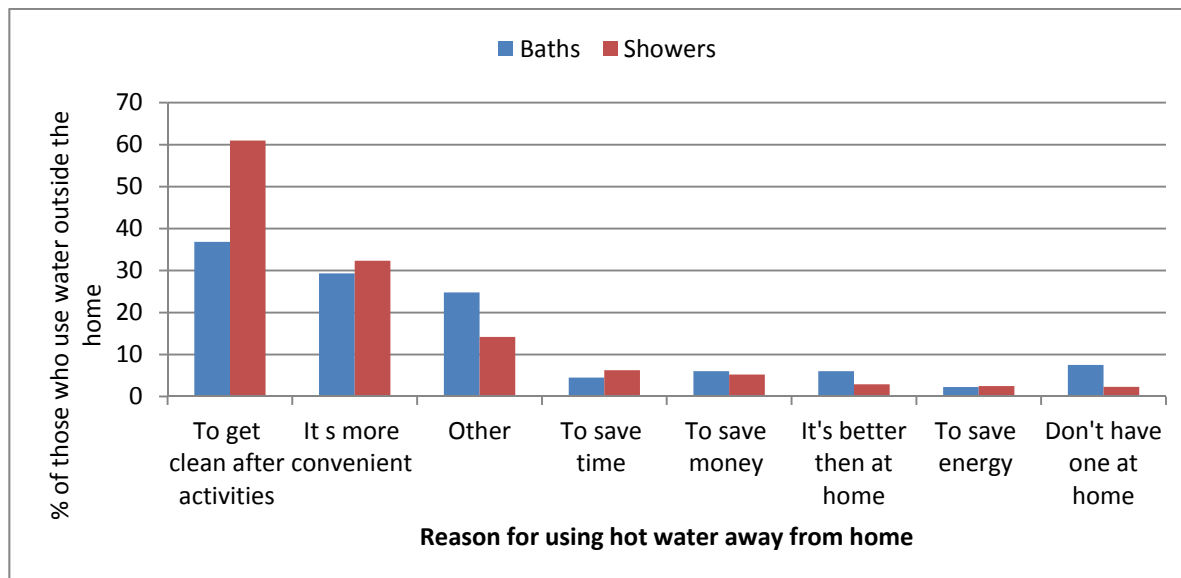 Baths Showers
% of those who use water outside the
home
70
60
50
40
30
20
10
0
To get
clean after
activities
It s more
convenient
Other
To save
time
To save
money
It's better
then at
home
To save
energy
Don't have
one at
home
Reason for using hot water away from home